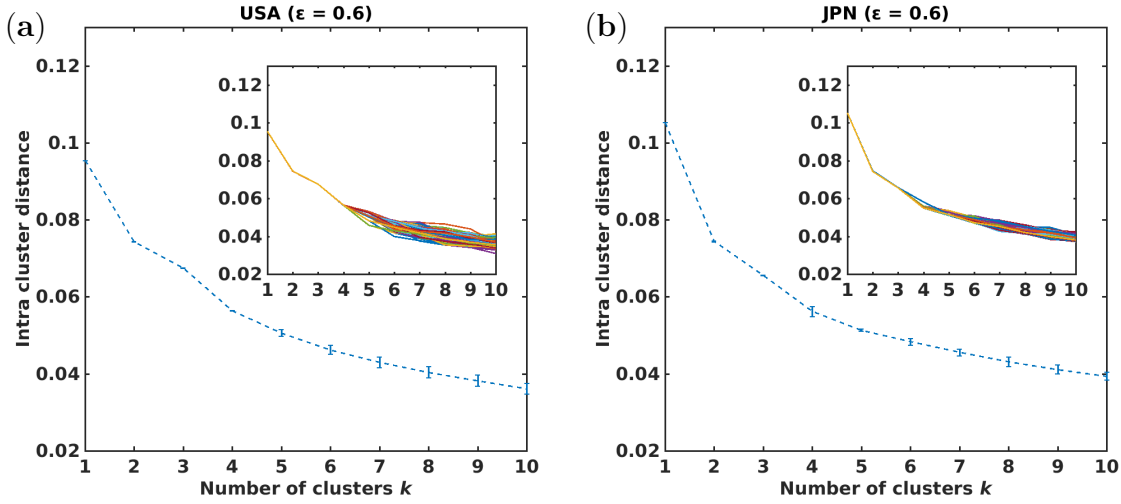 (a)
USA (ε = 0.6)
Intra cluster distance
0.12
0.1
0.08
0.06
0.04
0.02
1 2 3 4 5 6 7 8 9 10
Number of clusters k
0.12
0.1
0.08
0.06
0.04
0.02
1 2 3 4 5 6 7 8 9 10
(b)
JPN (ε = 0.6)
Intra cluster distance
0.12
0.1
0.08
0.06
0.04
0.02
1 2 3 4 5 6 7 8 9 10
Number of clusters k
0.12
0.1
0.08
0.06
0.04
0.02
1 2 3 4 5 6 7 8 9 10